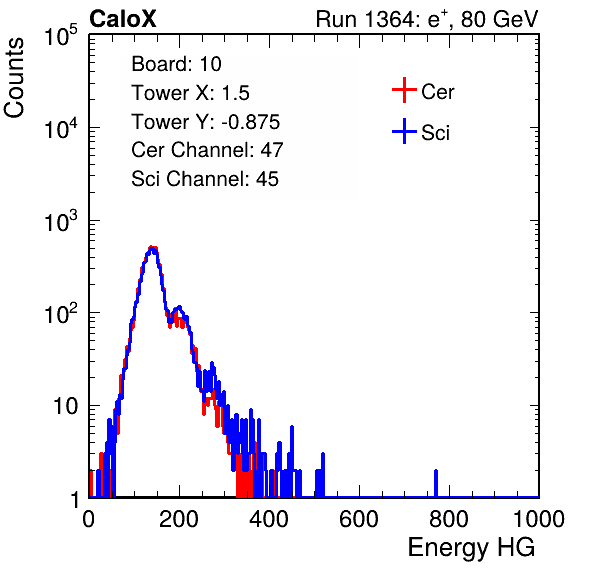 CaloX Run 1364: e⁺, 80 GeV
Counts
10⁵
10⁴
10³
10²
10
1
Board: 10
Tower X: 1.5
Tower Y: -0.875
Cer Channel: 47
Sci Channel: 45
Cer
Sci
0 200 400 600 800 1000
Energy HG